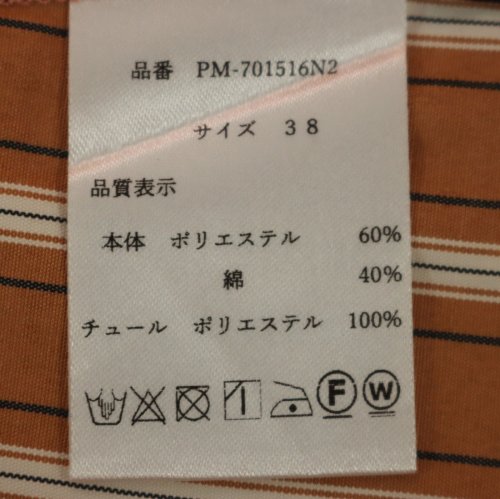 品番 PM-701516N2
サイズ 38
品質表示
本体 ポリエステル 60%
綿 40%
チュール ポリエステル 100%
F W